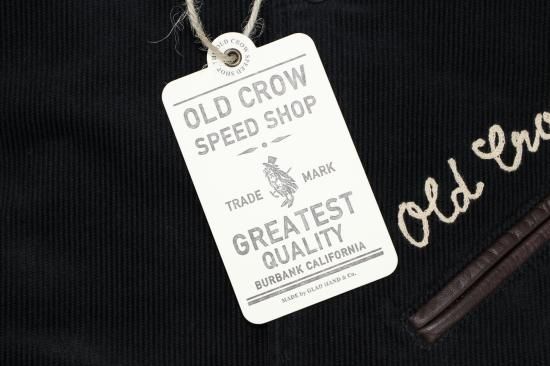 OLD CROW
SPEED SHOP
OLD CROW
SPEED SHOP
TRADE MARK
GREATEST
QUALITY
BURBANK CALIFORNIA
MADE by GLAD HAND & Co.
Old Cro